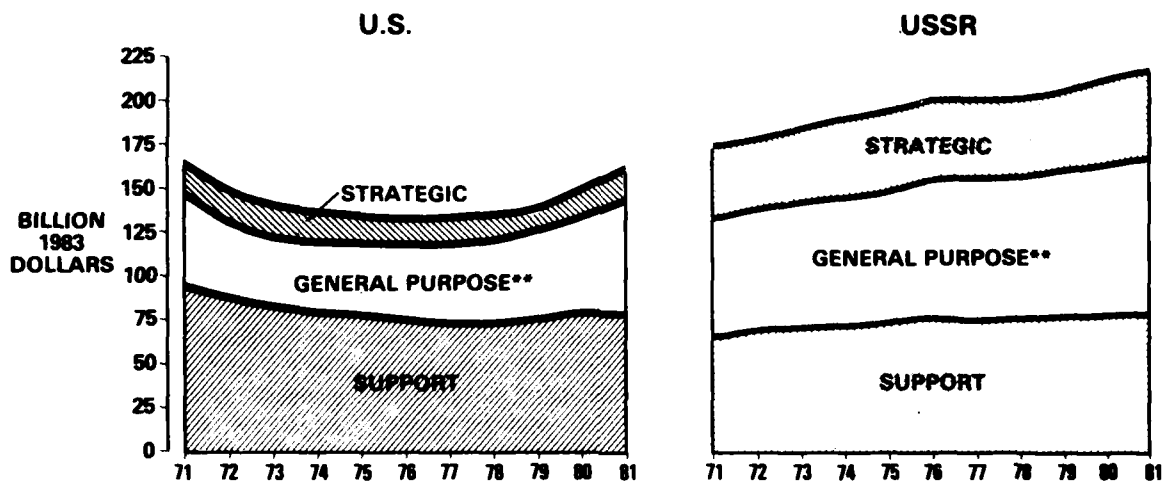 U.S.
USSR
225
200
175
150
125
100
75
50
25
0
BILLION
1983
DOLLARS
STRATEGIC
GENERAL PURPOSE**
SUPPORT
71 72 73 74 75 76 77 78 79 80 81
STRATEGIC
GENERAL PURPOSE**
SUPPORT
71 72 73 74 75 76 77 78 79 80 81